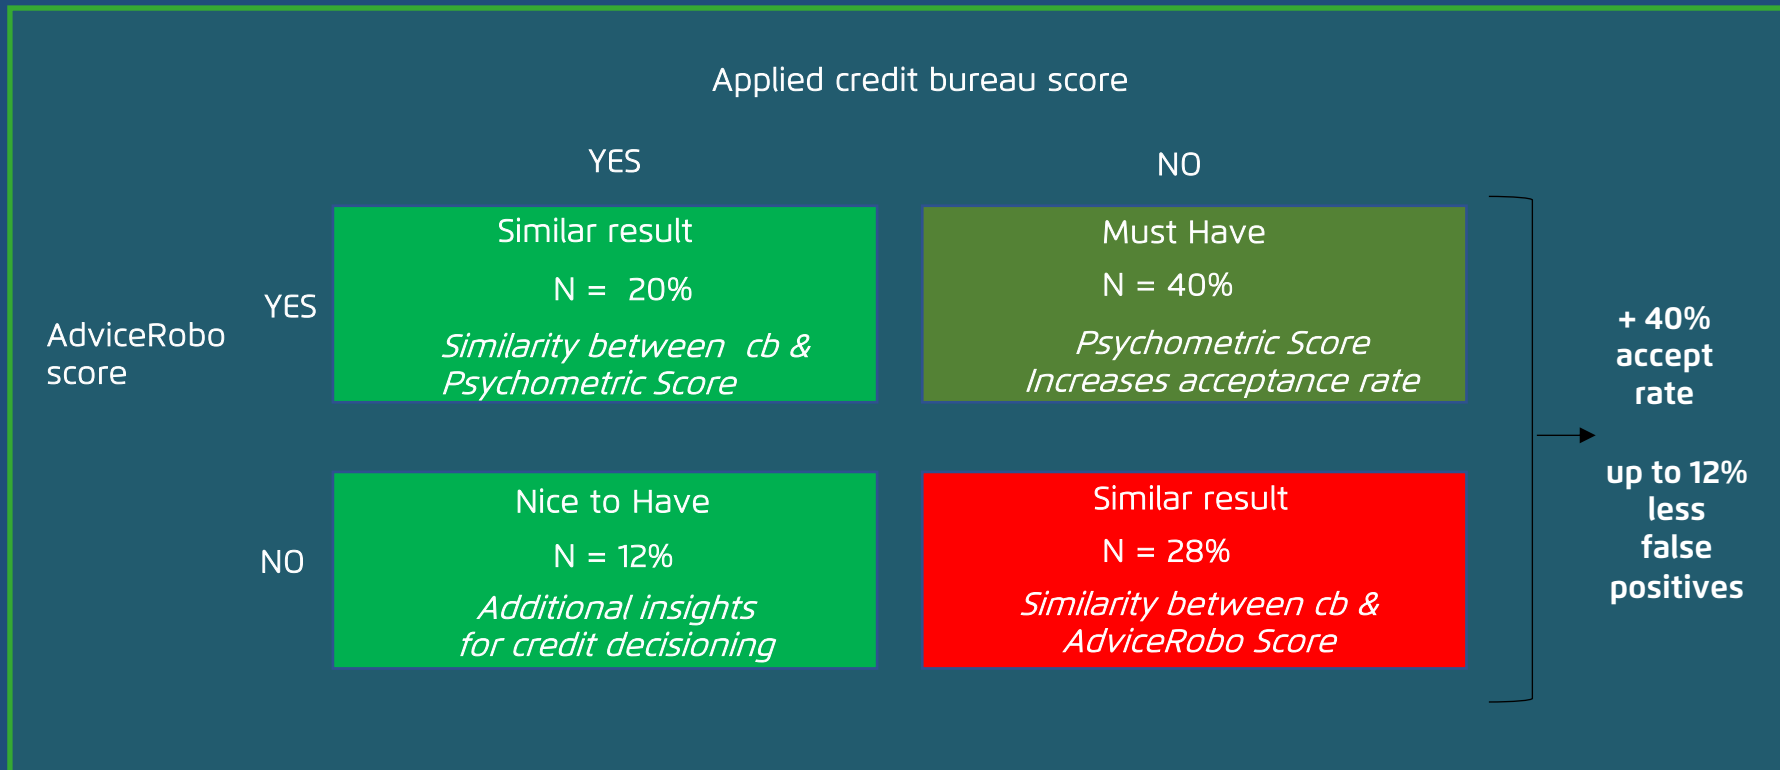 Applied credit bureau score
YES
NO
AdviceRobo
score
YES
Similar result
N = 20%
Similarity between cb &
Psychometric Score
Must Have
N = 40%
Psychometric Score
Increases acceptance rate
NO
Nice to Have
N = 12%
Additional insights
for credit decisioning
Similar result
N = 28%
Similarity between cb &
AdviceRobo Score
+ 40%
accept
rate
up to 12%
less
false
positives